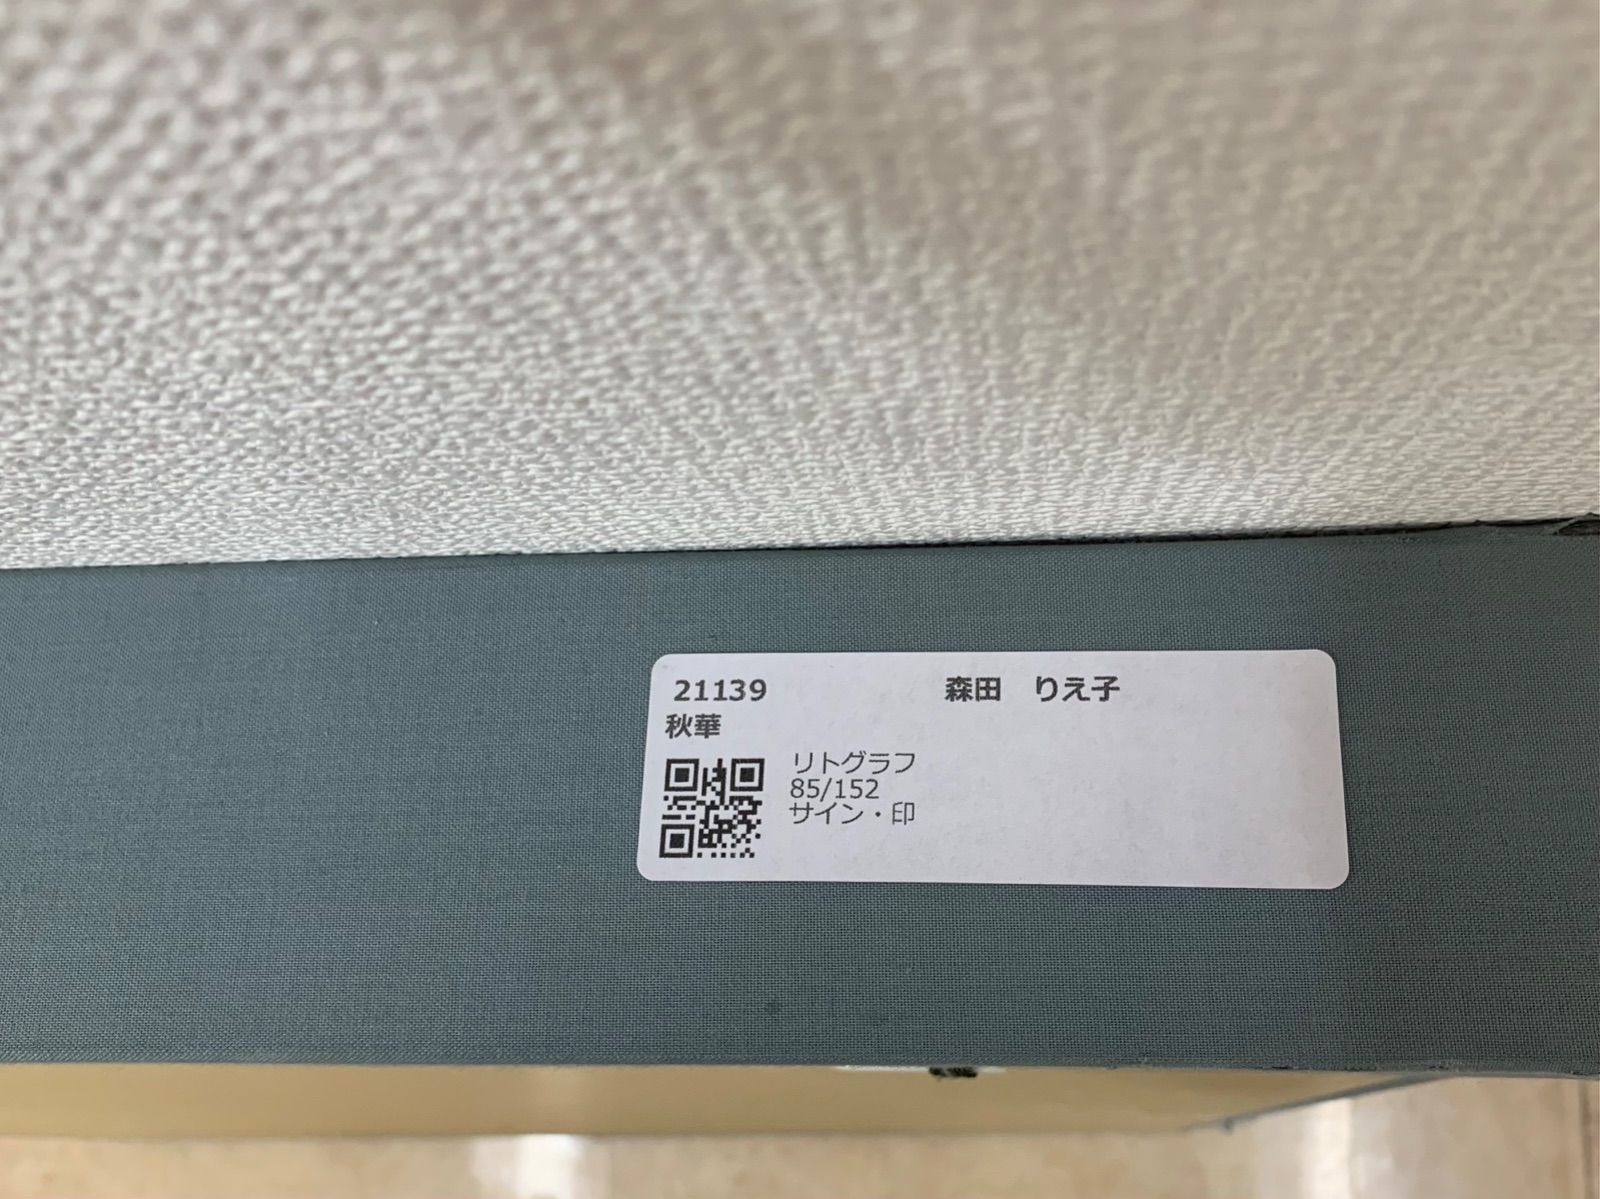 21139 森田 りえ子
秋華
リトグラフ
85/152
サイン・印